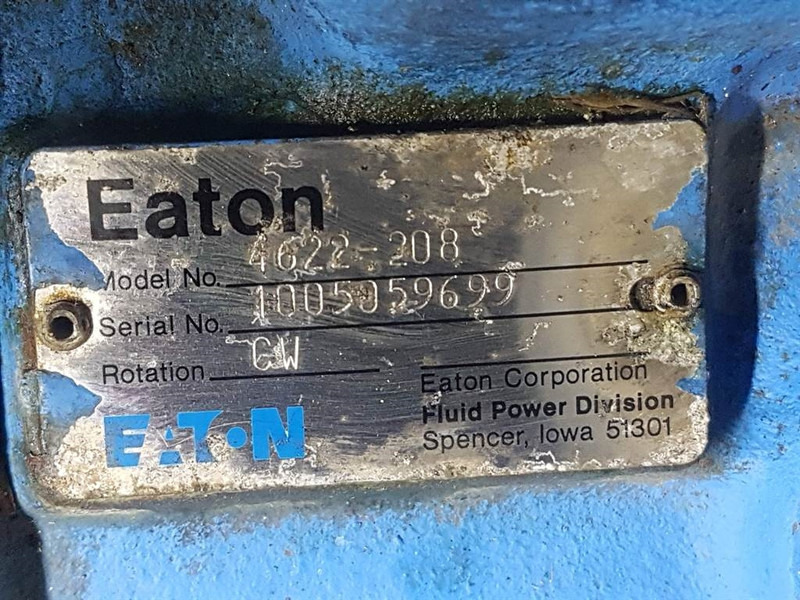 Eaton
Model No. 4622-208
Serial No. 1005059699
Rotation CW
Eaton Corporation
Fluid Power Division
Spencer, Iowa 51301
EATON